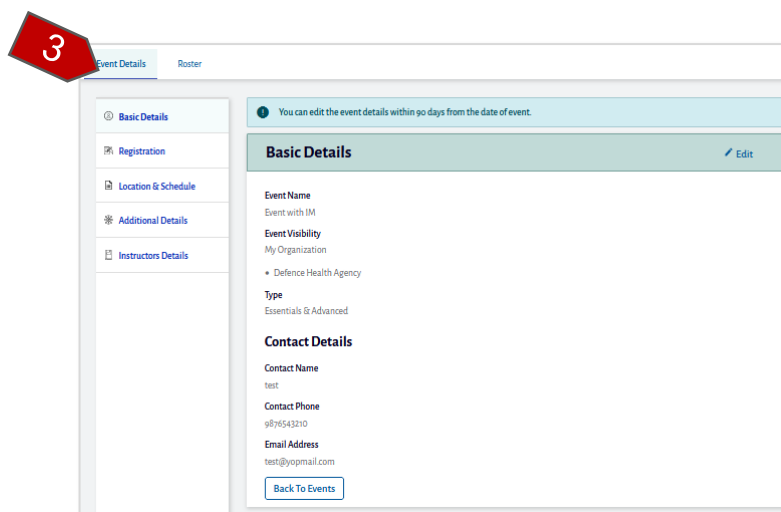 3
Event Details
Roster
Basic Details
Registration
Location & Schedule
Additional Details
Instructors Details
You can edit the event details within 90 days from the date of event.
Basic Details
Edit
Event Name
Event with IM
Event Visibility
My Organization
• Defence Health Agency
Type
Essentials & Advanced
Contact Details
Contact Name
test
Contact Phone
9876543210
Email Address
test@yopmail.com
Back To Events